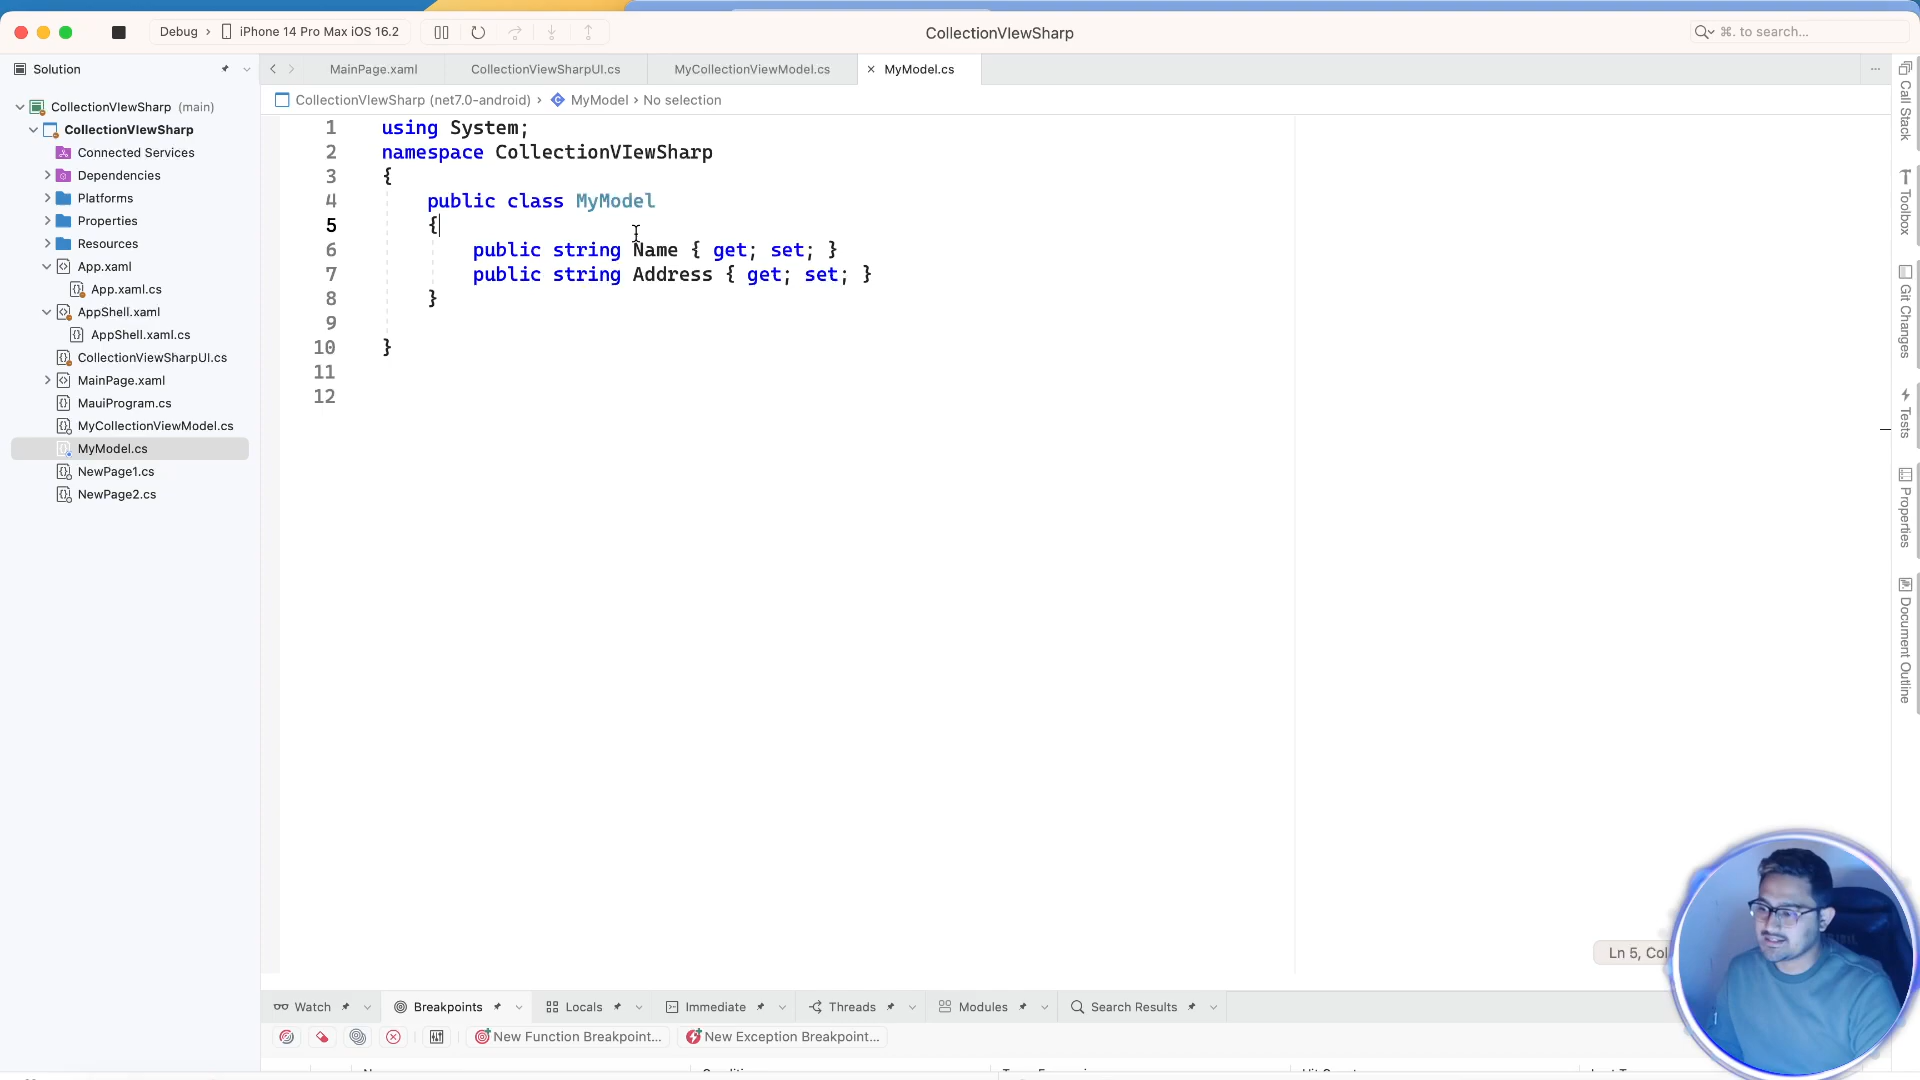 Debug › iPhone 14 Pro Max iOS 16.2
CollectionVIewSharp
⌘. to search...
Solution
MainPage.xaml
CollectionViewSharpUI.cs
MyCollectionViewModel.cs
MyModel.cs
CollectionVIewSharp (net7.0-android) › MyModel › No selection
CollectionVIewSharp (main)
CollectionVIewSharp
Connected Services
Dependencies
Platforms
Properties
Resources
App.xaml
App.xaml.cs
AppShell.xaml
AppShell.xaml.cs
CollectionViewSharpUI.cs
MainPage.xaml
MauiProgram.cs
MyCollectionViewModel.cs
MyModel.cs
NewPage1.cs
NewPage2.cs
1 using System;
2 namespace CollectionVIewSharp
3 {
4 public class MyModel
5 {
6 public string Name { get; set; }
7 public string Address { get; set; }
8 }
9
10 }
11
12
Call Stack
Toolbox
Git Changes
Tests
Properties
Document Outline
Ln 5, Col
Watch
Breakpoints
Locals
Immediate
Threads
Modules
Search Results
New Function Breakpoint...
New Exception Breakpoint...